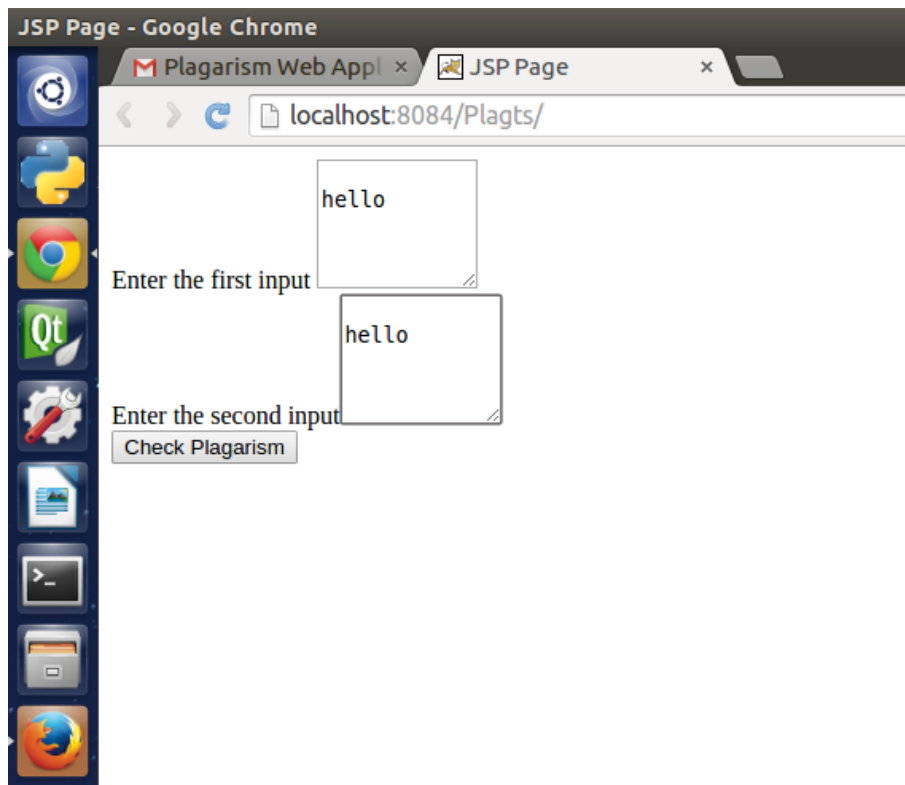 JSP Page - Google Chrome
Plagarism Web Appl × JSP Page ×
localhost:8084/Plagts/
hello
Enter the first input
hello
Enter the second input
Check Plagarism
Qt
>_